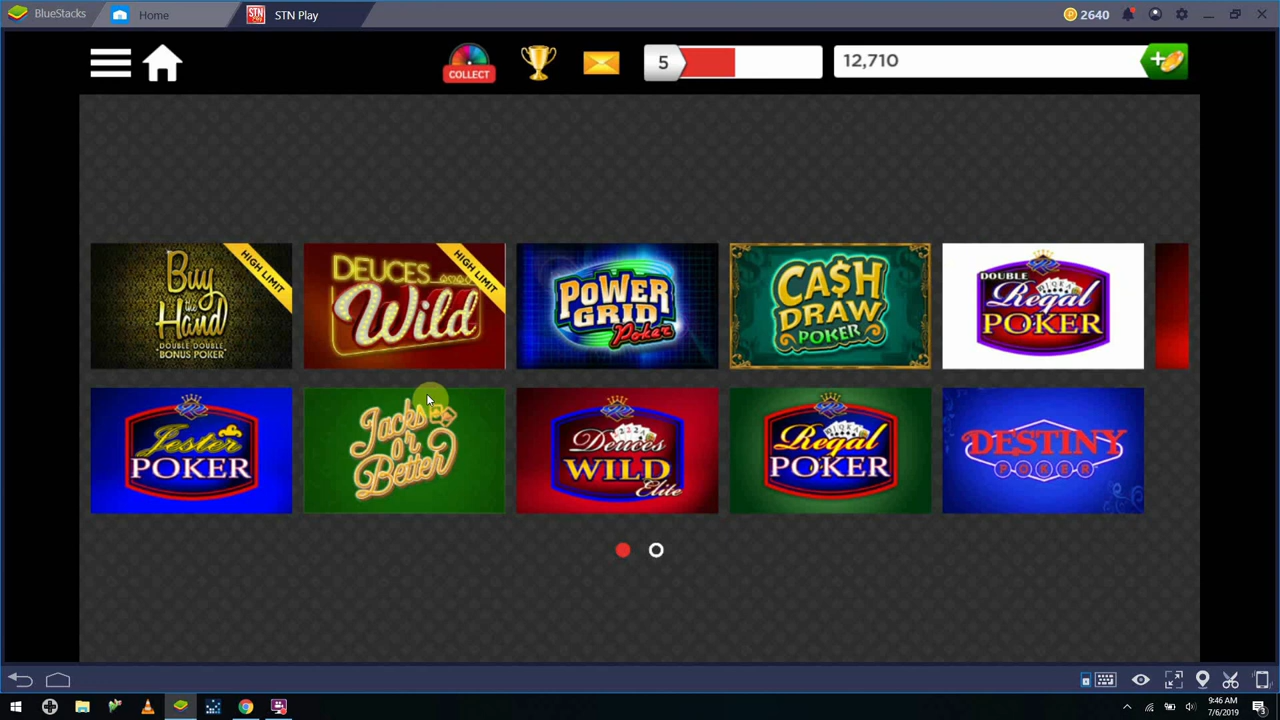 BlueStacks
Home
STN Play
2640
COLLECT
5
12,710
Buy
the
Hand
DOUBLE DOUBLE
BONUS POKER
HIGH LIMIT
DEUCES
Wild
HIGH LIMIT
POWER
GRID
Poker
CA$H
DRAW
POKER
DOUBLE
Regal
POKER
Jester
POKER
Jacks
or
Better
Deuces
WILD
Elite
Regal
POKER
DESTINY
POKER
9:46 AM
7/6/2019